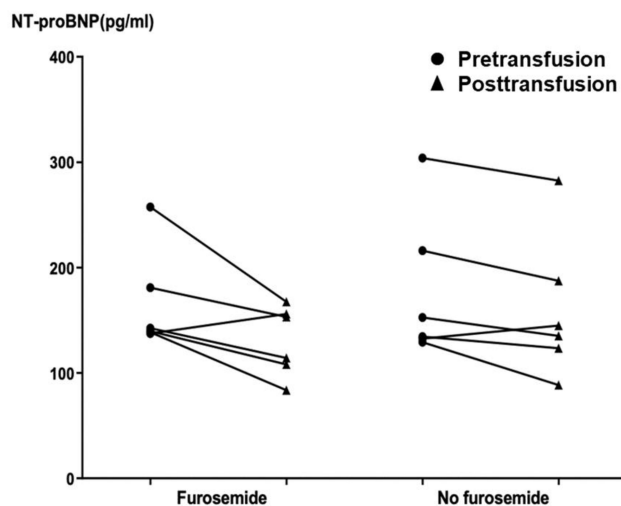 NT-proBNP(pg/ml)
400
300
200
100
0
Pretransfusion
Posttransfusion
Furosemide
No furosemide